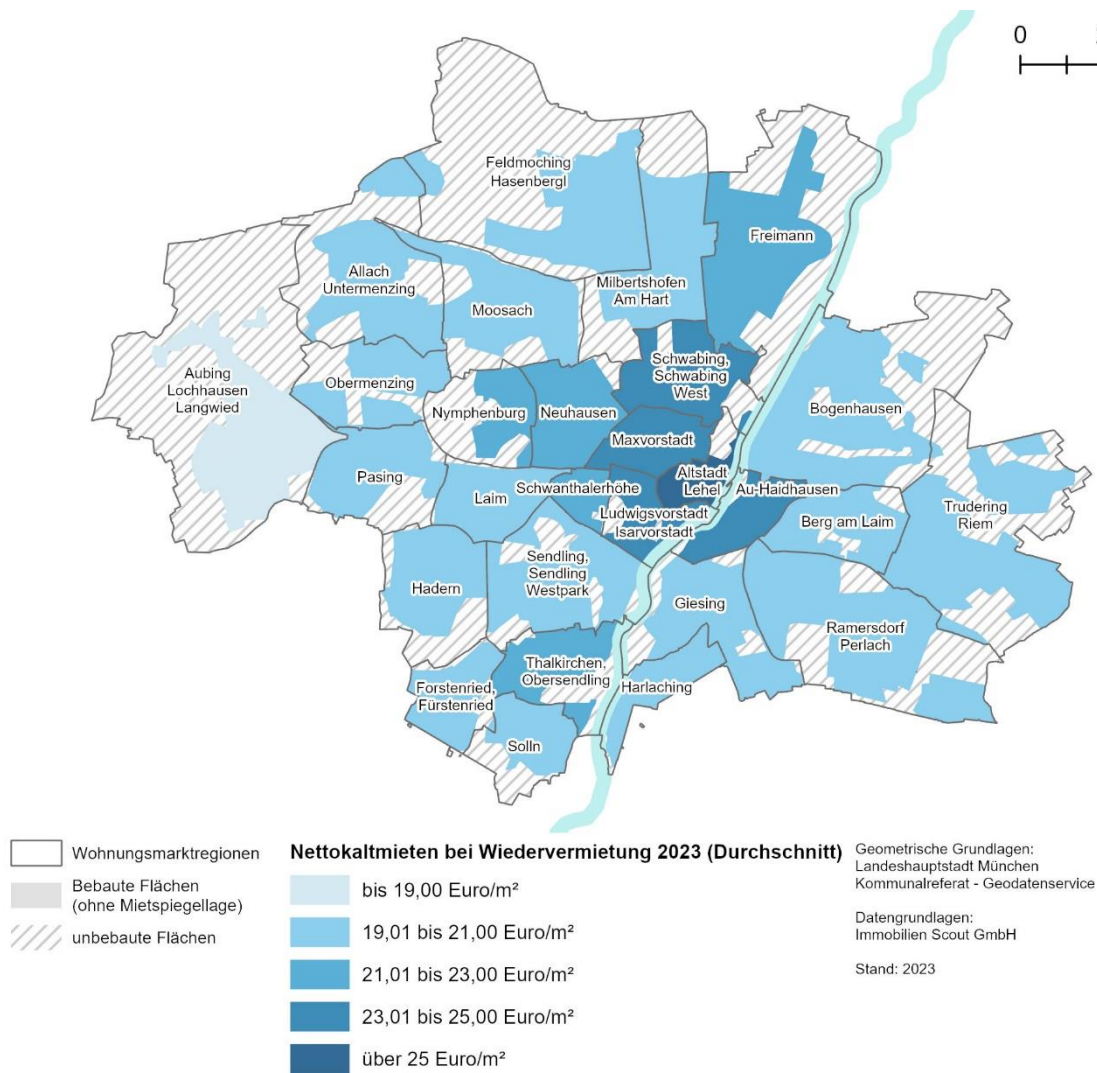 0
Feldmoching
Hasenbergl
Freimann
Allach
Untermenzing
Milbertshofen
Am Hart
Moosach
Schwabing,
Schwabing
West
Aubing
Lochhausen
Langwied
Obermenzing
Nymphenburg
Neuhausen
Bogenhausen
Maxvorstadt
Pasing
Laim
Schwanthalerhöhe
Altstadt
Lehel
Au-Haidhausen
Ludwigsvorstadt
Isarvorstadt
Berg am Laim
Trudering
Riem
Sendling,
Sendling
Westpark
Hadern
Giesing
Ramersdorf
Perlach
Thalkirchen,
Obersendling
Forstenried,
Fürstenried
Harlaching
Solln
Wohnungsmarktregionen
Bebaute Flächen
(ohne Mietspiegellage)
unbebaute Flächen
Nettokaltmieten bei Wiedervermietung 2023 (Durchschnitt)
bis 19,00 Euro/m²
19,01 bis 21,00 Euro/m²
21,01 bis 23,00 Euro/m²
23,01 bis 25,00 Euro/m²
über 25 Euro/m²
Geometrische Grundlagen:
Landeshauptstadt München
Kommunalreferat - Geodatenservice
Datengrundlagen:
Immobilien Scout GmbH
Stand: 2023